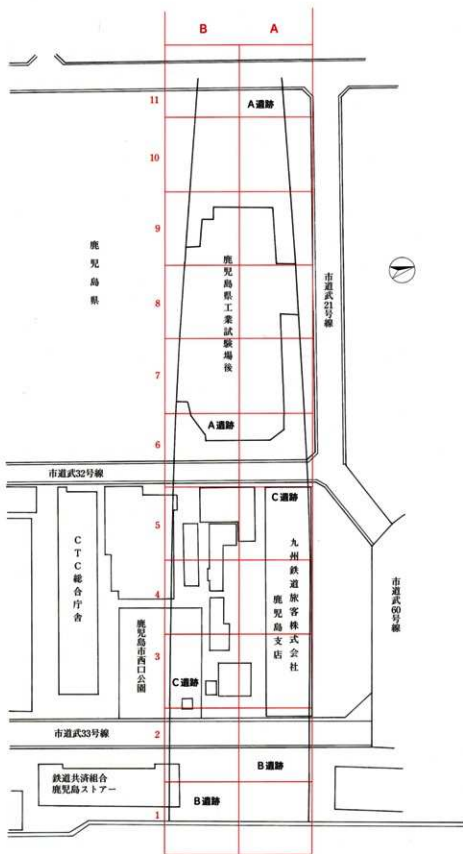 B A
11
A遺跡
10
9
鹿児島県
鹿児島県工業試験場後
市道武21号線
8
7
A遺跡
6
市道武32号線
C遺跡
5
CTC総合庁舎
九州鉄道旅客株式会社
鹿児島支店
市道武60号線
4
鹿児島市西口公園
3
C遺跡
市道武33号線
2
B遺跡
鉄道共済組合
鹿児島ストアー
B遺跡
1